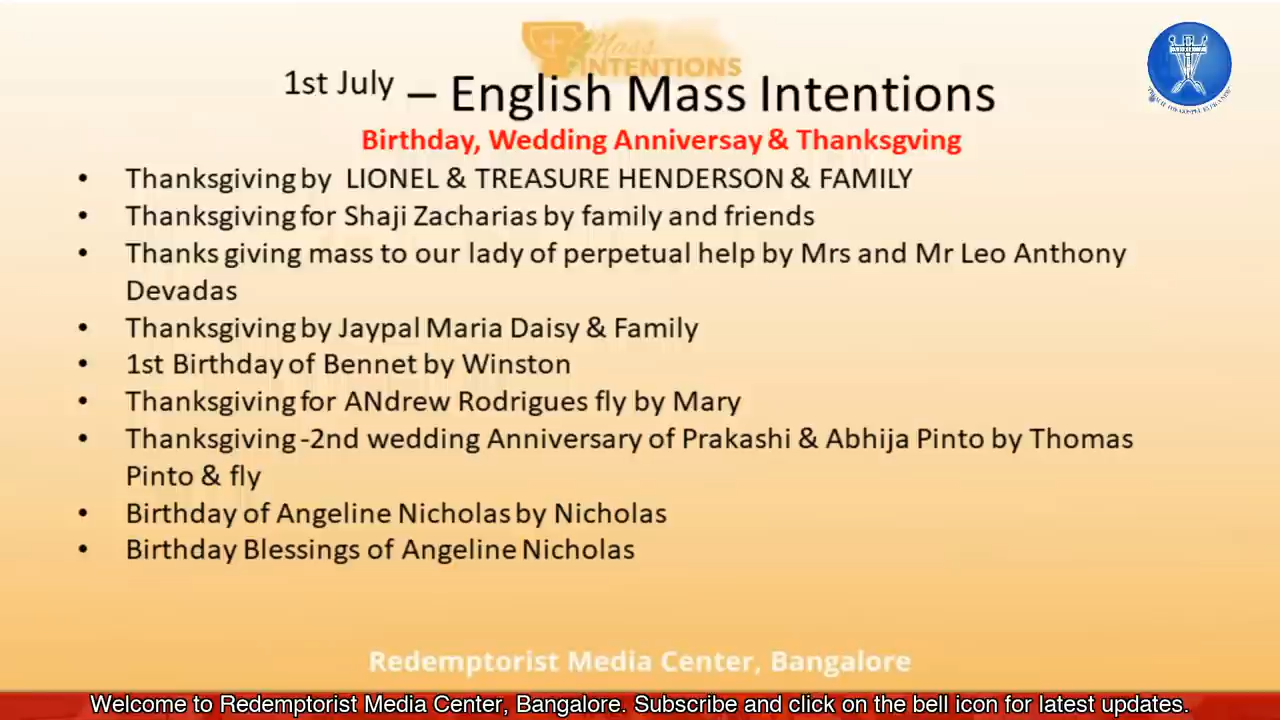 Mass
INTENTIONS
1st July – English Mass Intentions
Birthday, Wedding Anniversay & Thanksgving
• Thanksgiving by LIONEL & TREASURE HENDERSON & FAMILY
• Thanksgiving for Shaji Zacharias by family and friends
• Thanks giving mass to our lady of perpetual help by Mrs and Mr Leo Anthony
Devadas
• Thanksgiving by Jaypal Maria Daisy & Family
• 1st Birthday of Bennet by Winston
• Thanksgiving for ANdrew Rodrigues fly by Mary
• Thanksgiving -2nd wedding Anniversary of Prakashi & Abhija Pinto by Thomas
Pinto & fly
• Birthday of Angeline Nicholas by Nicholas
• Birthday Blessings of Angeline Nicholas
Redemptorist Media Center, Bangalore
Welcome to Redemptorist Media Center, Bangalore. Subscribe and click on the bell icon for latest updates.